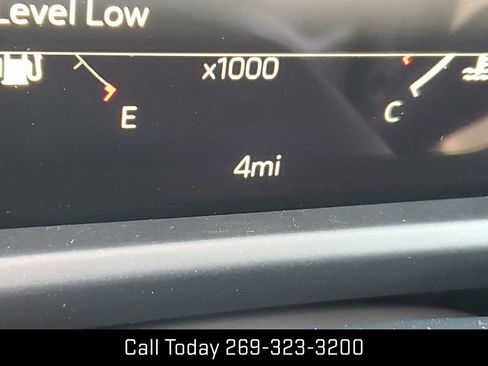 Level Low
x1000
E
C
4mi
Call Today 269-323-3200